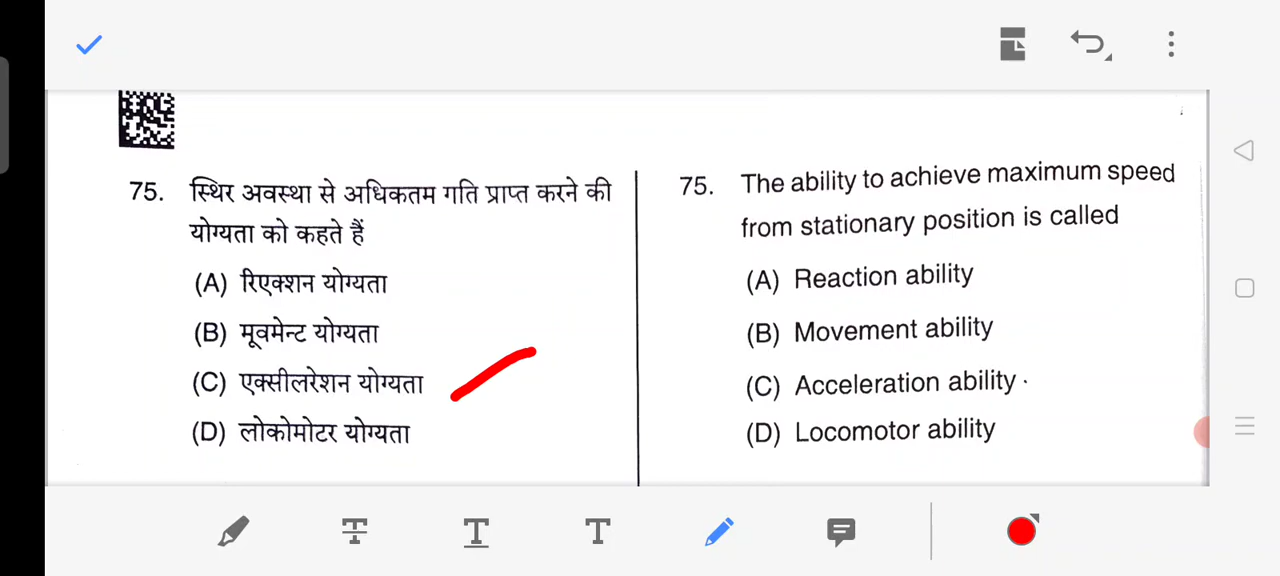 75. स्थिर अवस्था से अधिकतम गति प्राप्त करने की
योग्यता को कहते हैं
(A) रिएक्शन योग्यता
(B) मूवमेन्ट योग्यता
(C) एक्सीलरेशन योग्यता
(D) लोकोमोटर योग्यता
75. The ability to achieve maximum speed
from stationary position is called
(A) Reaction ability
(B) Movement ability
(C) Acceleration ability
(D) Locomotor ability